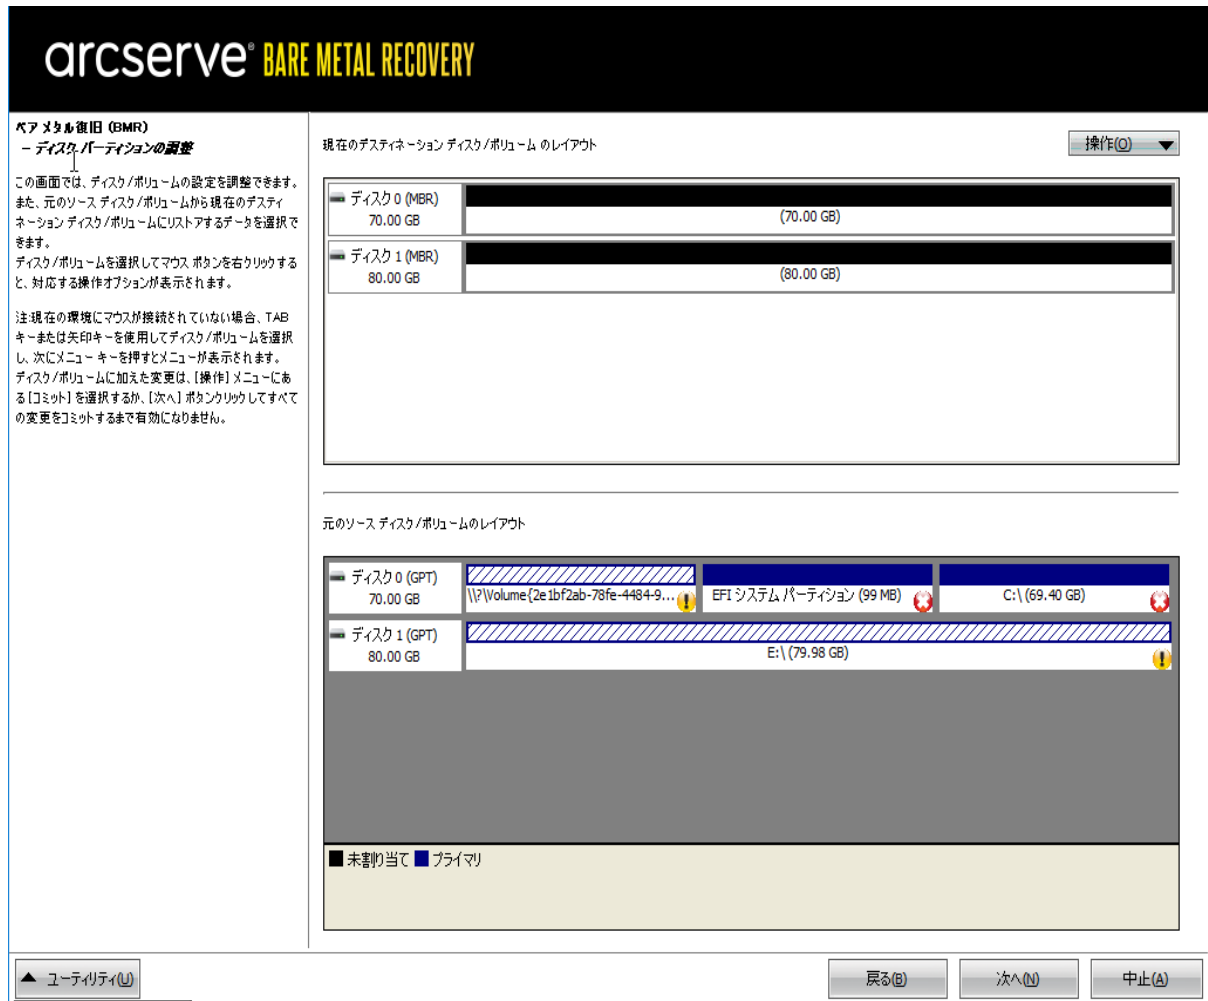 arcserve® BARE METAL RECOVERY
ベア メタル復旧 (BMR)
- ディスク パーティションの調整
この画面では、ディスク/ボリュームの設定を調整できます。
また、元のソース ディスク/ボリュームから現在のデスティ
ネーション ディスク/ボリュームにリストアするデータを選択で
きます。
ディスク/ボリュームを選択してマウス ボタンを右クリックする
と、対応する操作オプションが表示されます。
注:現在の環境にマウスが接続されていない場合、TAB
キーまたは矢印キーを使用してディスク/ボリュームを選択
し、次にメニュー キーを押すとメニューが表示されます。
ディスク/ボリュームに加えた変更は、[操作] メニューにあ
る [コミット] を選択するか、[次へ] ボタンクリックしてすべて
の変更をコミットするまで有効になりません。
現在のデスティネーション ディスク/ボリューム のレイアウト
操作(O)
ディスク 0 (MBR)
70.00 GB
(70.00 GB)
ディスク 1 (MBR)
80.00 GB
(80.00 GB)
元のソース ディスク/ボリュームのレイアウト
ディスク 0 (GPT)
70.00 GB
\\?\Volume{2e1bf2ab-78fe-4484-9...
EFI システム パーティション (99 MB)
C:\ (69.40 GB)
ディスク 1 (GPT)
80.00 GB
E:\ (79.98 GB)
未割り当て プライマリ
ユーティリティ(U)
戻る(B)
次へ(N)
中止(A)